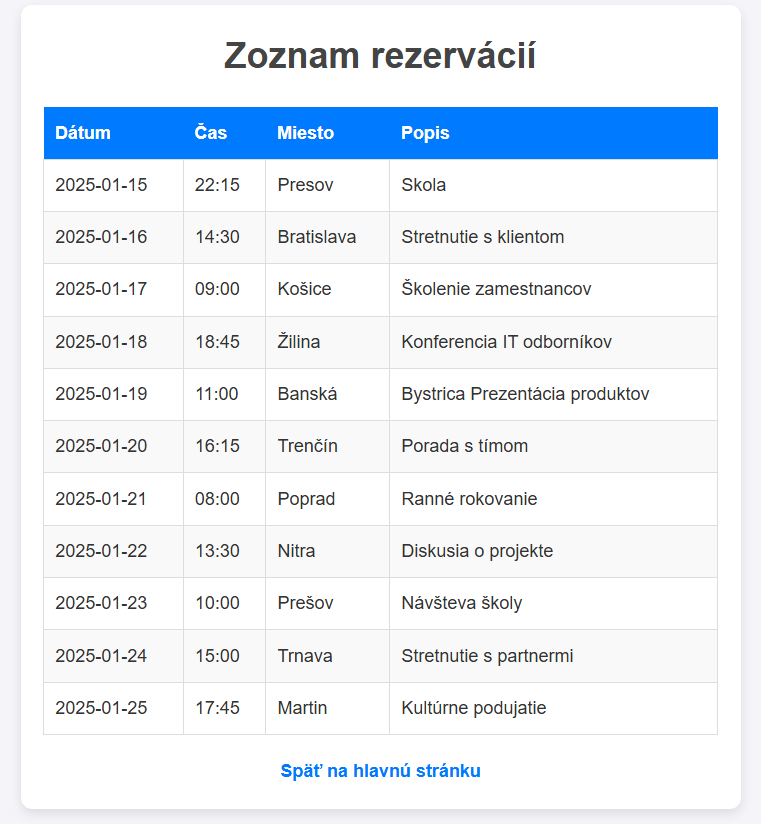 Zoznam rezervácií
Dátum Čas Miesto Popis
2025-01-15 22:15 Presov Skola
2025-01-16 14:30 Bratislava Stretnutie s klientom
2025-01-17 09:00 Košice Školenie zamestnancov
2025-01-18 18:45 Žilina Konferencia IT odborníkov
2025-01-19 11:00 Banská Bystrica Prezentácia produktov
2025-01-20 16:15 Trenčín Porada s tímom
2025-01-21 08:00 Poprad Ranné rokovanie
2025-01-22 13:30 Nitra Diskusia o projekte
2025-01-23 10:00 Prešov Návšteva školy
2025-01-24 15:00 Trnava Stretnutie s partnermi
2025-01-25 17:45 Martin Kultúrne podujatie
Späť na hlavnú stránku